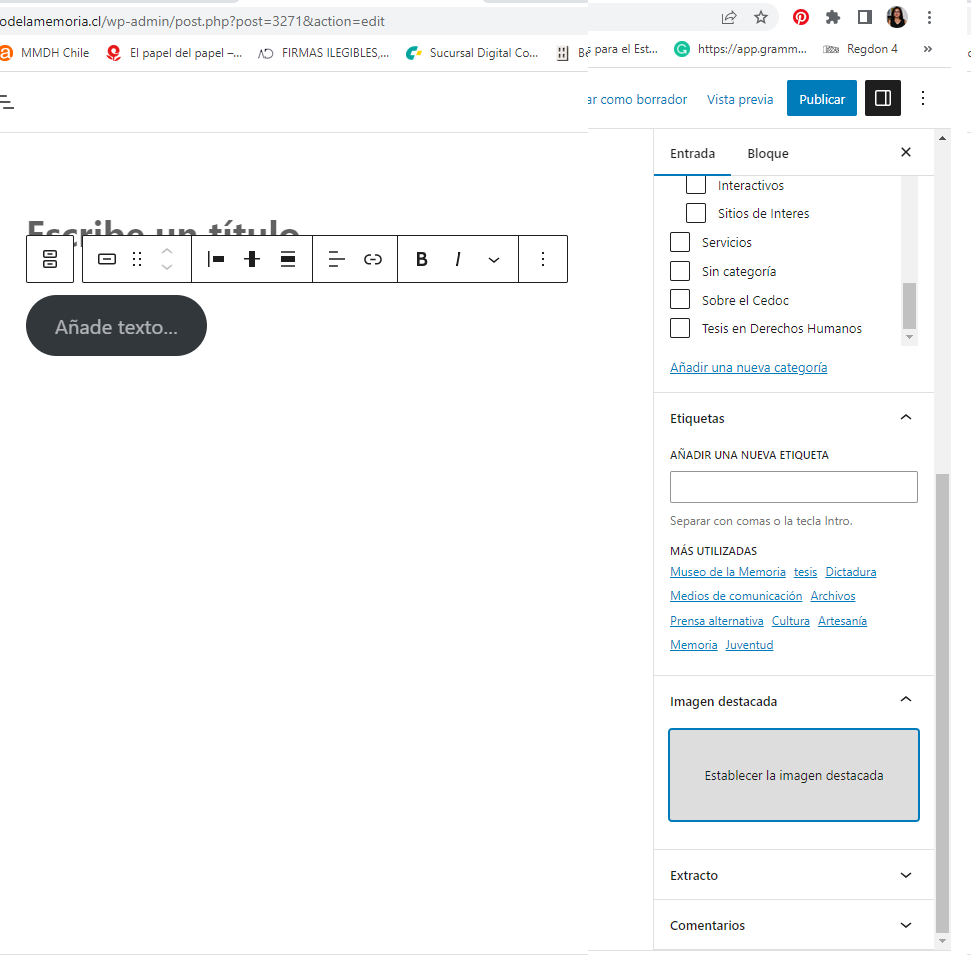 odelamemoria.cl/wp-admin/post.php?post=3271&action=edit
MMDH Chile
El papel del papel –...
FIRMAS ILEGIBLES,...
Sucursal Digital Co...
para el Est...
https://app.gramm...
Regdon 4
»
ar como borrador
Vista previa
Publicar
Entrada
Bloque
Interactivos
Sitios de Interes
Servicios
Sin categoría
Sobre el Cedoc
Tesis en Derechos Humanos
Añadir una nueva categoría
Escribe un título
B I
Añade texto...
Etiquetas
AÑADIR UNA NUEVA ETIQUETA
Separar con comas o la tecla Intro.
MÁS UTILIZADAS
Museo de la Memoria tesis Dictadura
Medios de comunicación Archivos
Prensa alternativa Cultura Artesanía
Memoria Juventud
Imagen destacada
Establecer la imagen destacada
Extracto
Comentarios